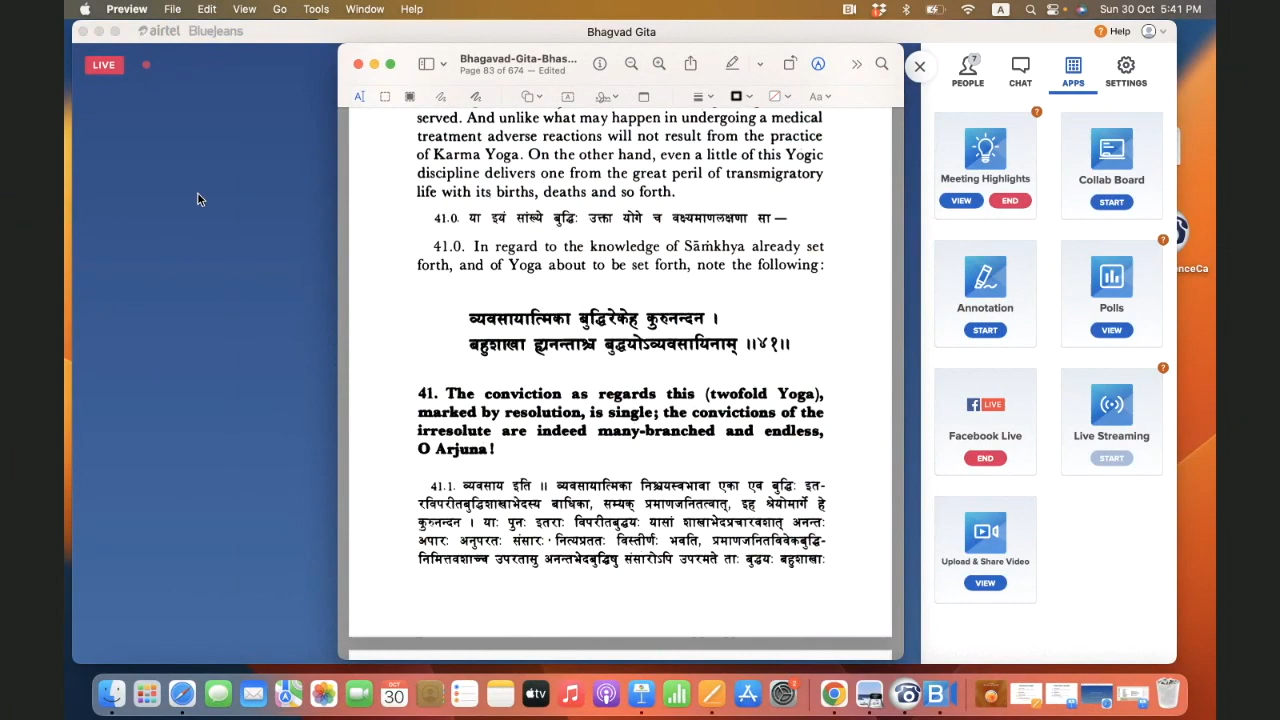 Preview File Edit View Go Tools Window Help
A Sun 30 Oct 5:41 PM
airtel BlueJeans
Bhagvad Gita
Help
LIVE
Bhagavad-Gita-Bhas...
Page 83 of 674 — Edited
served. And unlike what may happen in undergoing a medical
treatment adverse reactions will not result from the practice
of Karma Yoga. On the other hand, even a little of this Yogic
discipline delivers one from the great peril of transmigratory
life with its births, deaths and so forth.
41.0. या इयं सांख्ये बुद्धिः उक्ता योगे च वक्ष्यमाणलक्षणा सा —
41.0. In regard to the knowledge of Sāṁkhya already set
forth, and of Yoga about to be set forth, note the following:
व्यवसायात्मिका बुद्धिरेकेह कुरुनन्दन ।
बहुशाखा ह्यनन्ताश्च बुद्धयोऽव्यवसायिनाम् ॥४१॥
41. The conviction as regards this (twofold Yoga),
marked by resolution, is single; the convictions of the
irresolute are indeed many-branched and endless,
O Arjuna!
41.1. व्यवसाय इति ॥ व्यवसायात्मिका निश्चयस्वभावा एका एव बुद्धिः इत-
रविपरीतबुद्धिशाखाभेदस्य बाधिका, सम्यक् प्रमाणजनितत्वात्, इह श्रेयोमार्गे हे
कुरुनन्दन । याः पुनः इतराः विपरीतबुद्धयः यासां शाखाभेदप्रचारवशात् अनन्तः
अपारः अनुपरतः संसारः नित्यप्रततः विस्तीर्णः भवति, प्रमाणजनितविवेकबुद्धि-
निमित्तवशाच्च उपरतासु अनन्तभेदबुद्धिषु संसारोऽपि उपरमते ताः बुद्धयः बहुशाखाः
7
PEOPLE CHAT APPS SETTINGS
Meeting Highlights
VIEW END
Collab Board
START
Annotation
START
Polls
VIEW
Facebook Live
LIVE
END
Live Streaming
START
Upload & Share Video
VIEW
enceCa
OCT
30
tv